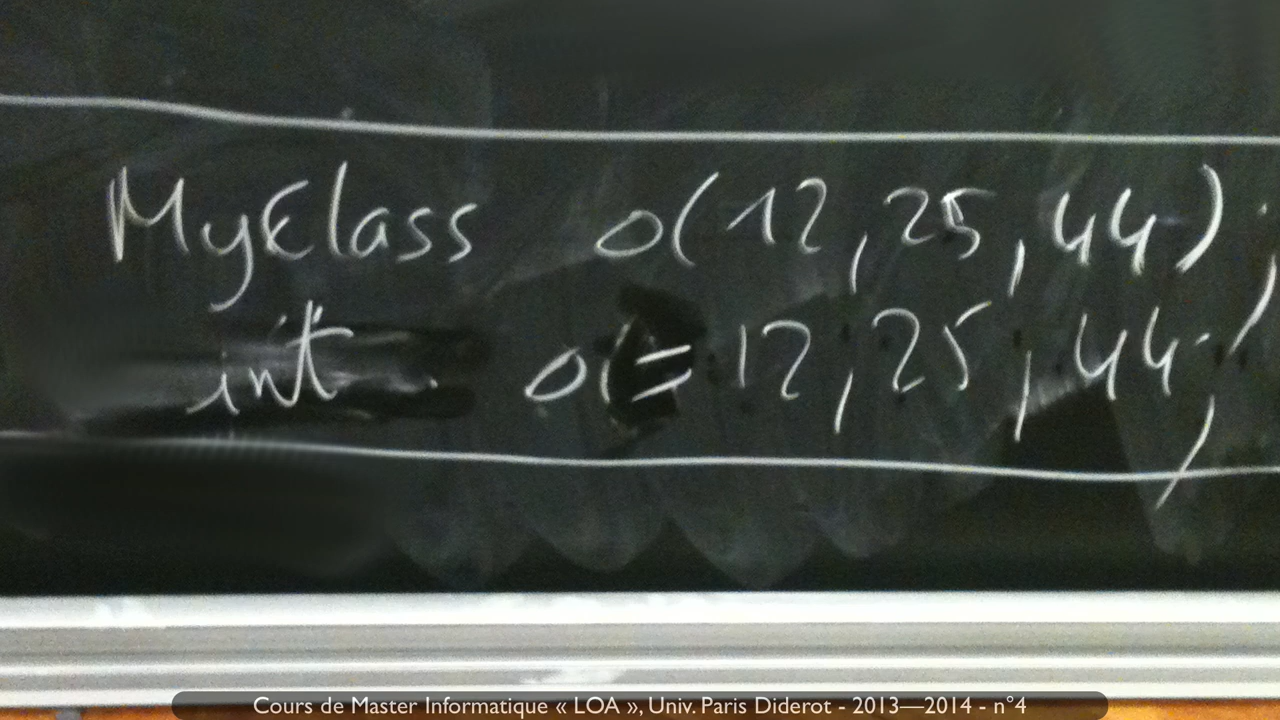 MyClass o(12,25,44);
int o(=12,25,44;
Cours de Master Informatique « LOA », Univ. Paris Diderot - 2013—2014 - n°4